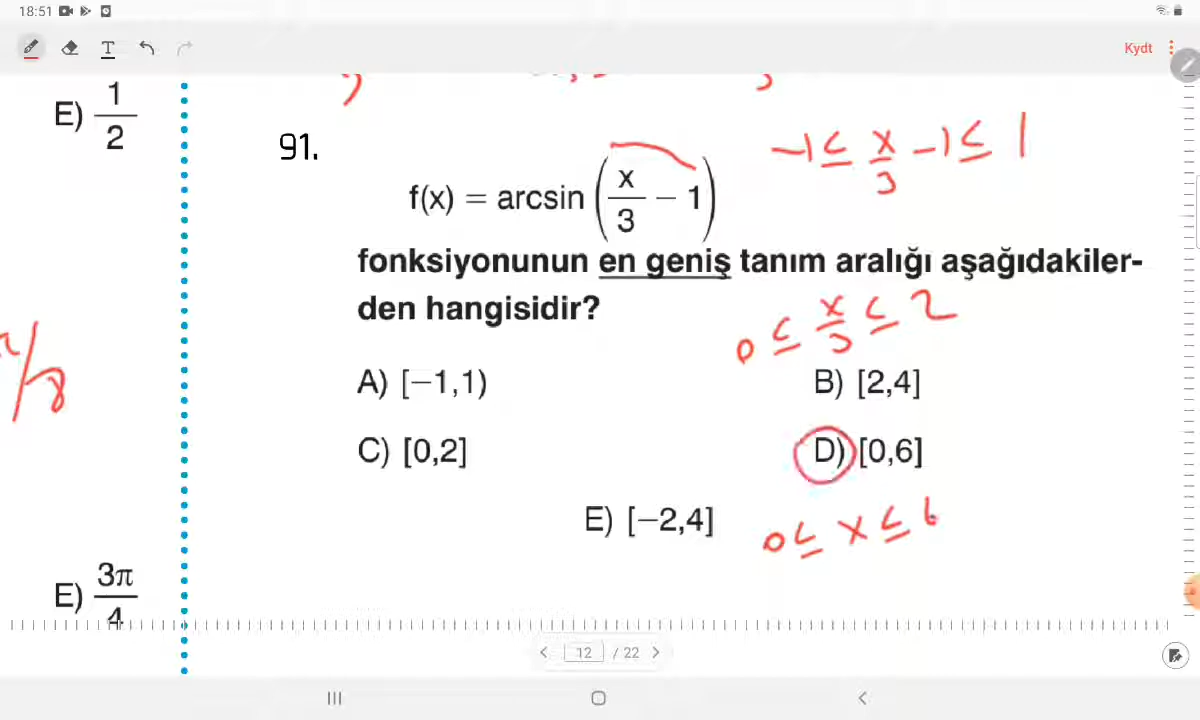 18:51
T
Kydt
E) 1/2
91.
-1 ≤ x/3 - 1 ≤ 1
f(x) = arcsin (x/3 − 1)
fonksiyonunun en geniş tanım aralığı aşağıdakiler-
den hangisidir?
0 ≤ x/3 ≤ 2
A) [−1,1)
B) [2,4]
C) [0,2]
D) [0,6]
E) [−2,4]
0 ≤ x ≤ 6
E) 3π/4
12 / 22